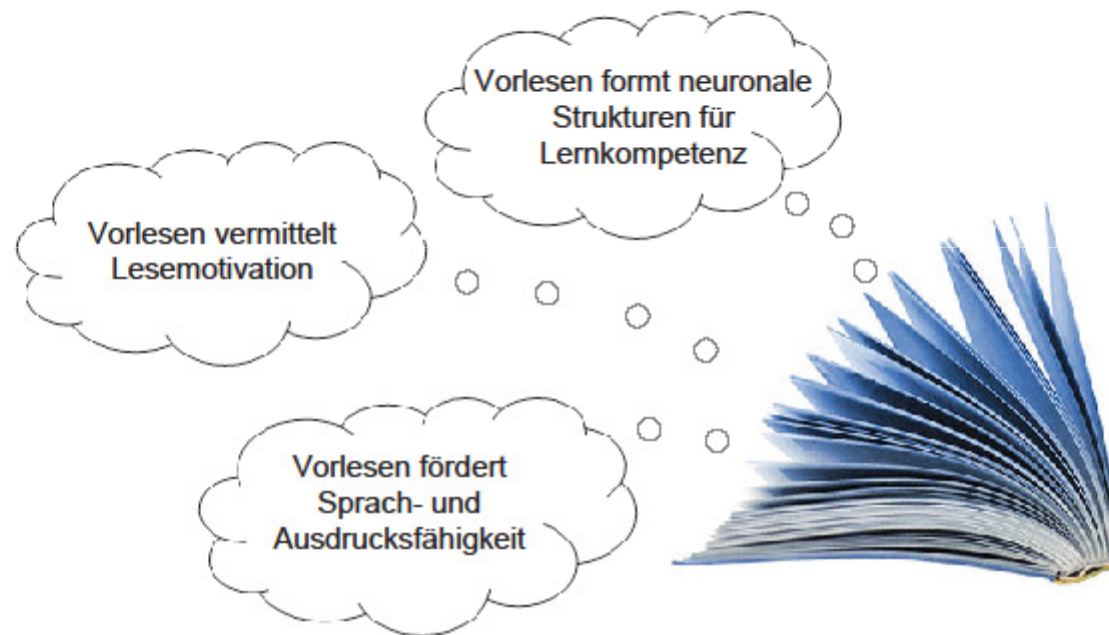 Vorlesen formt neuronale
Strukturen für
Lernkompetenz
Vorlesen vermittelt
Lesemotivation
Vorlesen fördert
Sprach- und
Ausdrucksfähigkeit